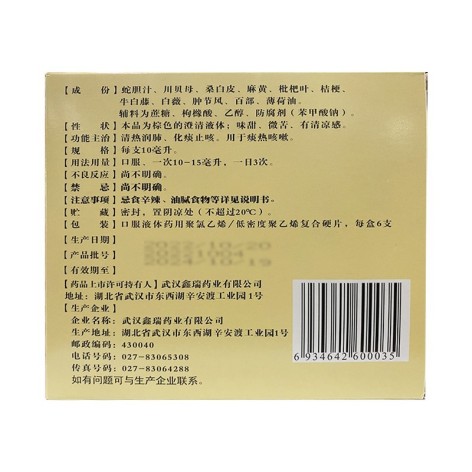 【成 份】蛇胆汁、川贝母、桑白皮、麻黄、枇杷叶、桔梗、
牛白藤、白薇、肿节风、百部、薄荷油。
辅料为蔗糖、枸橼酸、乙醇、防腐剂（苯甲酸钠）。
【性 状】本品为棕色的澄清液体；味甜、微苦，有清凉感。
【功能主治】清热润肺、化痰止咳。用于痰热咳嗽。
【规 格】每支10毫升。
【用法用量】口服。一次10-15毫升，一日3次。
【不良反应】尚不明确。
【禁 忌】尚不明确。
【注意事项】忌食辛辣、油腻食物等详见说明书。
【贮 藏】密封，置阴凉处（不超过20℃）。
【包 装】口服液体药用聚氯乙烯/低密度聚乙烯复合硬片，每盒6支
【生产日期】
【产品批号】
【有效期至】
【药品上市许可持有人】武汉鑫瑞药业有限公司
地址：湖北省武汉市东西湖辛安渡工业园1号
【生产企业】
企业名称：武汉鑫瑞药业有限公司
生产地址：湖北省武汉市东西湖辛安渡工业园1号
邮政编码：430040
电话号码：027-83065308
传真号码：027-83064288
如有问题可与生产企业联系。
6 934642 600035